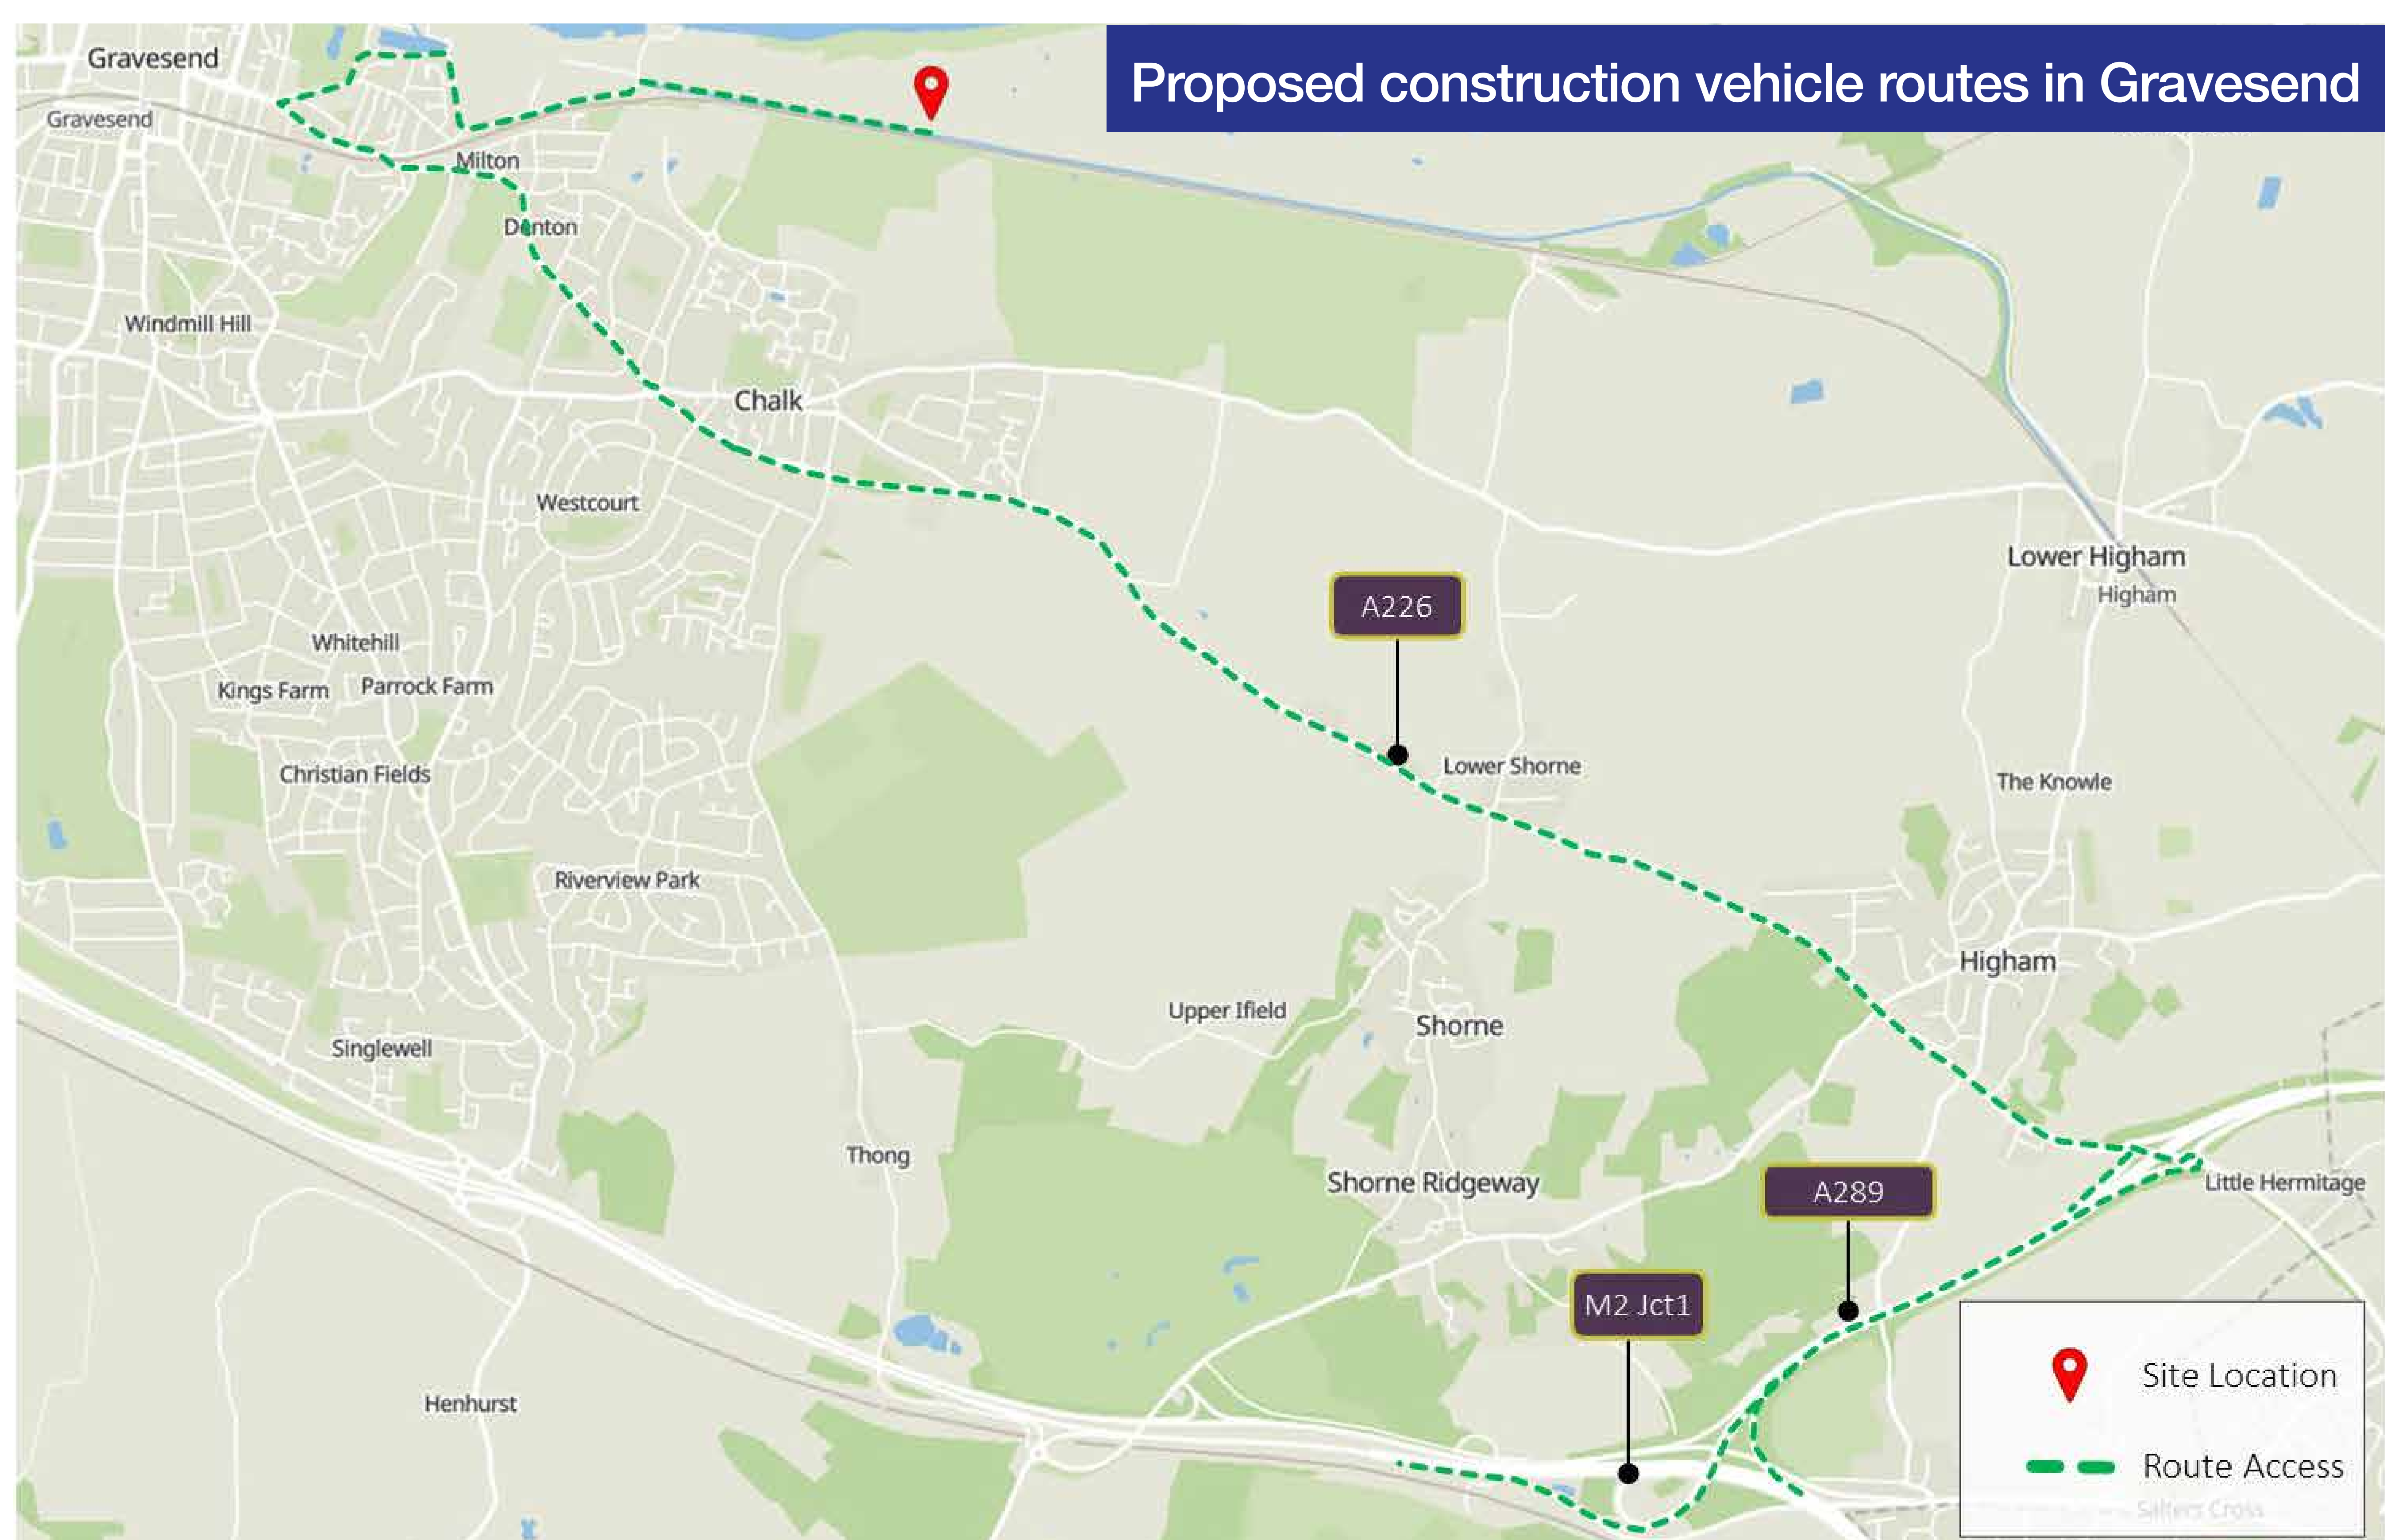 Proposed construction vehicle routes in Gravesend
Gravesend
Gravesend
Milton
Denton
Windmill Hill
Chalk
Westcourt
A226
Lower Higham
Higham
Whitehill
Kings Farm
Parrock Farm
Christian Fields
Lower Shorne
The Knowle
Riverview Park
Higham
Upper Ifield
Shorne
Singlewell
Thong
Shorne Ridgeway
A289
Little Hermitage
M2 Jct1
Henhurst
Site Location
Route Access
Salters Cross